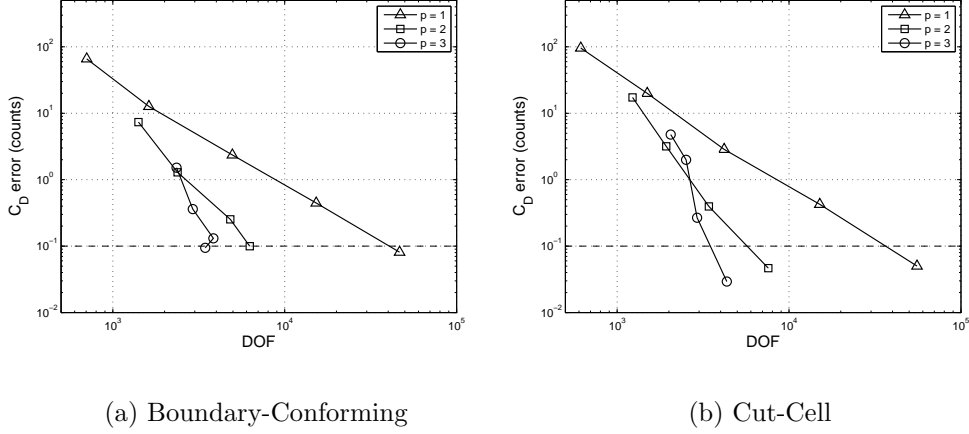 p = 1
p = 2
p = 3
10^2
10^1
10^0
10^-1
10^-2
C_D error (counts)
10^3
10^4
10^5
DOF
(a) Boundary-Conforming
p = 1
p = 2
p = 3
10^2
10^1
10^0
10^-1
10^-2
C_D error (counts)
10^3
10^4
10^5
DOF
(b) Cut-Cell